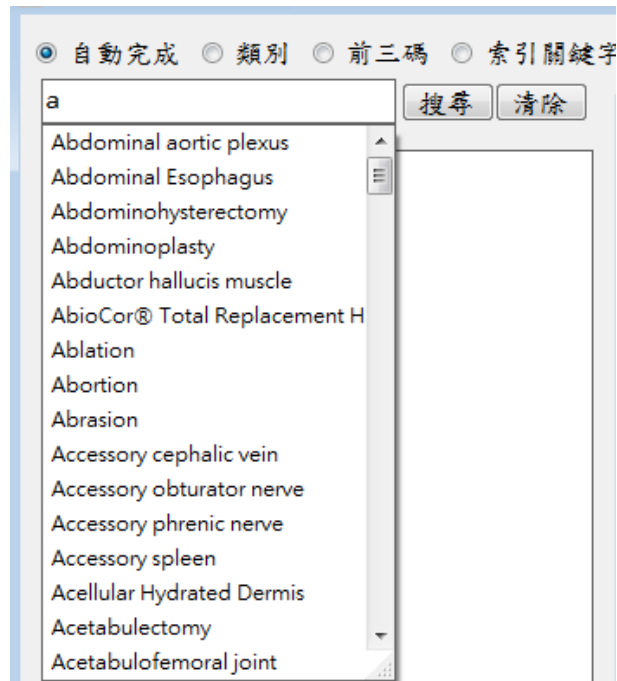 自動完成 類別 前三碼 索引關鍵字
a 搜尋 清除
Abdominal aortic plexus
Abdominal Esophagus
Abdominohysterectomy
Abdominoplasty
Abductor hallucis muscle
AbioCor® Total Replacement H
Ablation
Abortion
Abrasion
Accessory cephalic vein
Accessory obturator nerve
Accessory phrenic nerve
Accessory spleen
Acellular Hydrated Dermis
Acetabulectomy
Acetabulofemoral joint